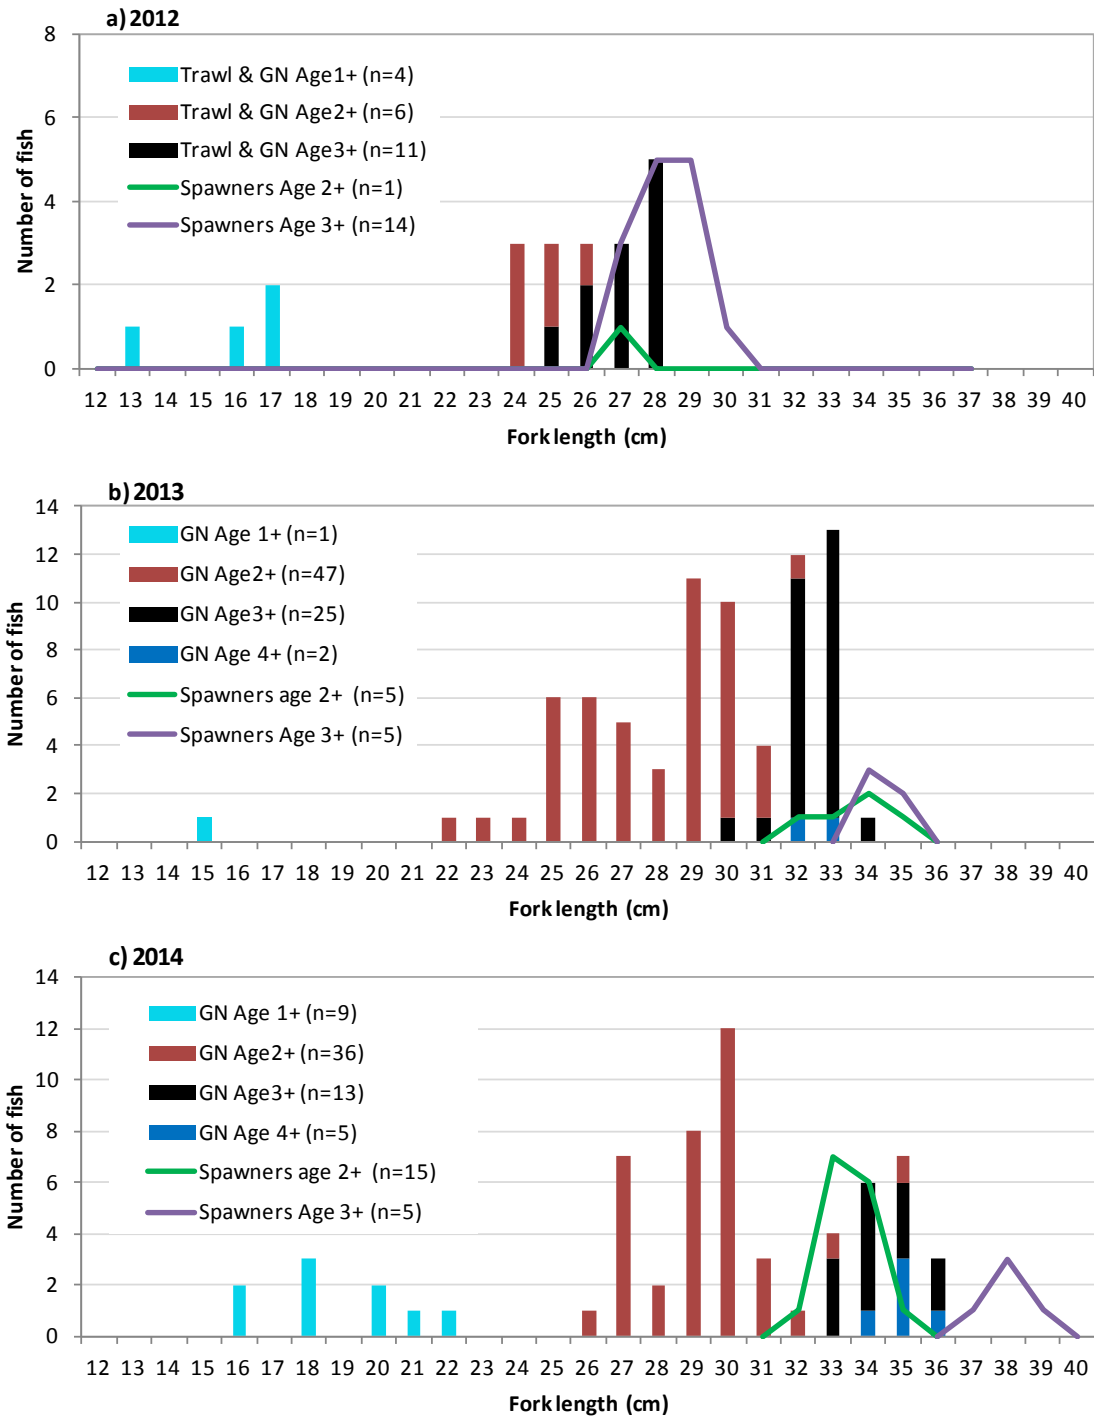 a) 2012
8
6
4
2
0
Number of fish
Trawl & GN Age1+ (n=4)
Trawl & GN Age2+ (n=6)
Trawl & GN Age3+ (n=11)
Spawners Age 2+ (n=1)
Spawners Age 3+ (n=14)
12 13 14 15 16 17 18 19 20 21 22 23 24 25 26 27 28 29 30 31 32 33 34 35 36 37 38 39 40
Fork length (cm)
b) 2013
14
12
10
8
6
4
2
0
Number of fish
GN Age 1+ (n=1)
GN Age2+ (n=47)
GN Age3+ (n=25)
GN Age 4+ (n=2)
Spawners age 2+ (n=5)
Spawners Age 3+ (n=5)
12 13 14 15 16 17 18 19 20 21 22 23 24 25 26 27 28 29 30 31 32 33 34 35 36 37 38 39 40
Fork length (cm)
c) 2014
14
12
10
8
6
4
2
0
Number of fish
GN Age 1+ (n=9)
GN Age2+ (n=36)
GN Age3+ (n=13)
GN Age 4+ (n=5)
Spawners age 2+ (n=15)
Spawners Age 3+ (n=5)
12 13 14 15 16 17 18 19 20 21 22 23 24 25 26 27 28 29 30 31 32 33 34 35 36 37 38 39 40
Fork length (cm)